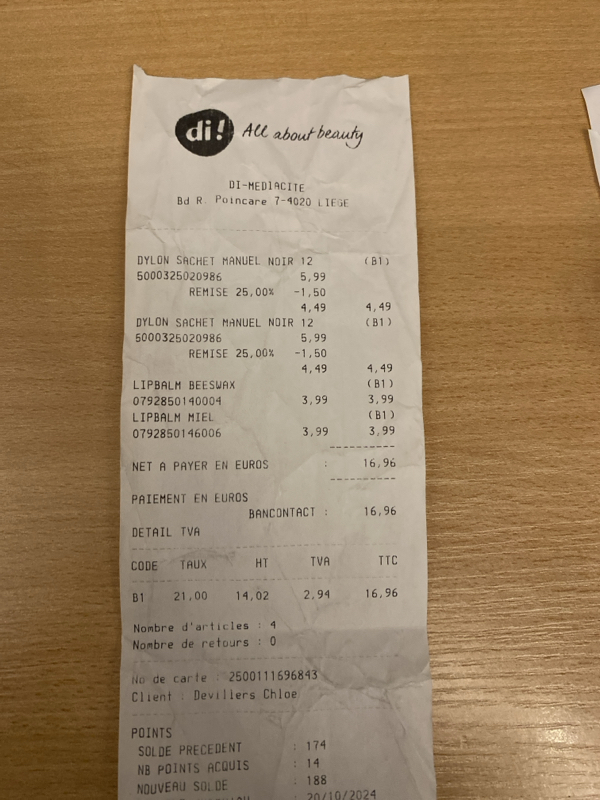 di! All about beauty
DI-MEDIACITE
Bd R. Poincare 7-4020 LIEGE
DYLON SACHET MANUEL NOIR 12 (B1)
5000325020986 5,99
REMISE 25,00% -1,50
4,49 4,49
DYLON SACHET MANUEL NOIR 12 (B1)
5000325020986 5,99
REMISE 25,00% -1,50
4,49 4,49
LIPBALM BEESWAX (B1)
0792850140004 3,99 3,99
LIPBALM MIEL (B1)
0792850146006 3,99 3,99
NET A PAYER EN EUROS : 16,96
PAIEMENT EN EUROS
BANCONTACT : 16,96
DETAIL TVA
CODE TAUX HT TVA TTC
B1 21,00 14,02 2,94 16,96
Nombre d'articles : 4
Nombre de retours : 0
No de carte : 2500111696843
Client : Devillers Chloe
POINTS
SOLDE PRECEDENT : 174
NB POINTS ACQUIS : 14
NOUVEAU SOLDE : 188
: 20/10/2024